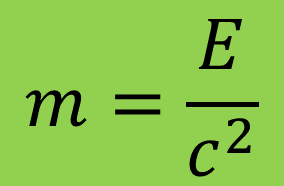 m = E/c²